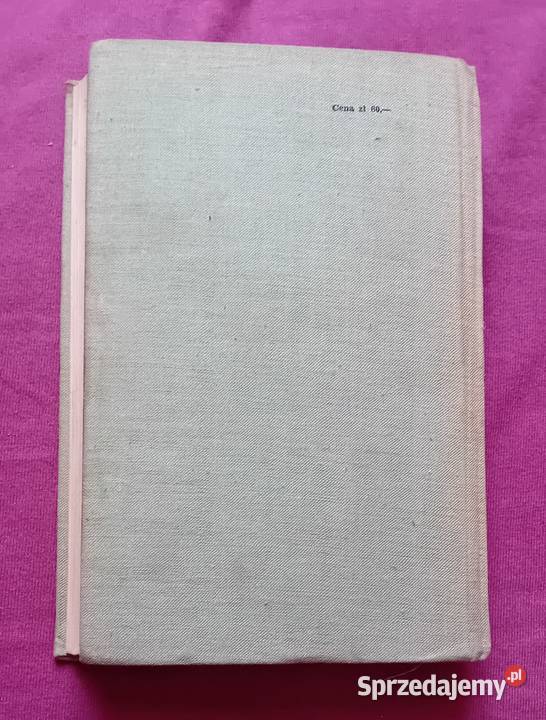 Cena zł 60,—
Sprzedajemy.pl